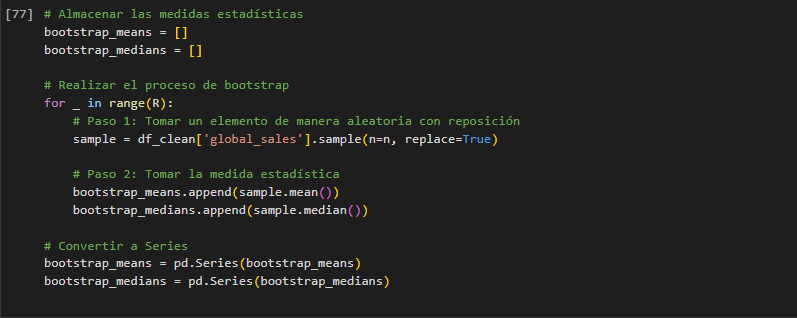 [77] # Almacenar las medidas estadísticas
bootstrap_means = []
bootstrap_medians = []
# Realizar el proceso de bootstrap
for _ in range(R):
# Paso 1: Tomar un elemento de manera aleatoria con reposición
sample = df_clean['global_sales'].sample(n=n, replace=True)
# Paso 2: Tomar la medida estadística
bootstrap_means.append(sample.mean())
bootstrap_medians.append(sample.median())
# Convertir a Series
bootstrap_means = pd.Series(bootstrap_means)
bootstrap_medians = pd.Series(bootstrap_medians)